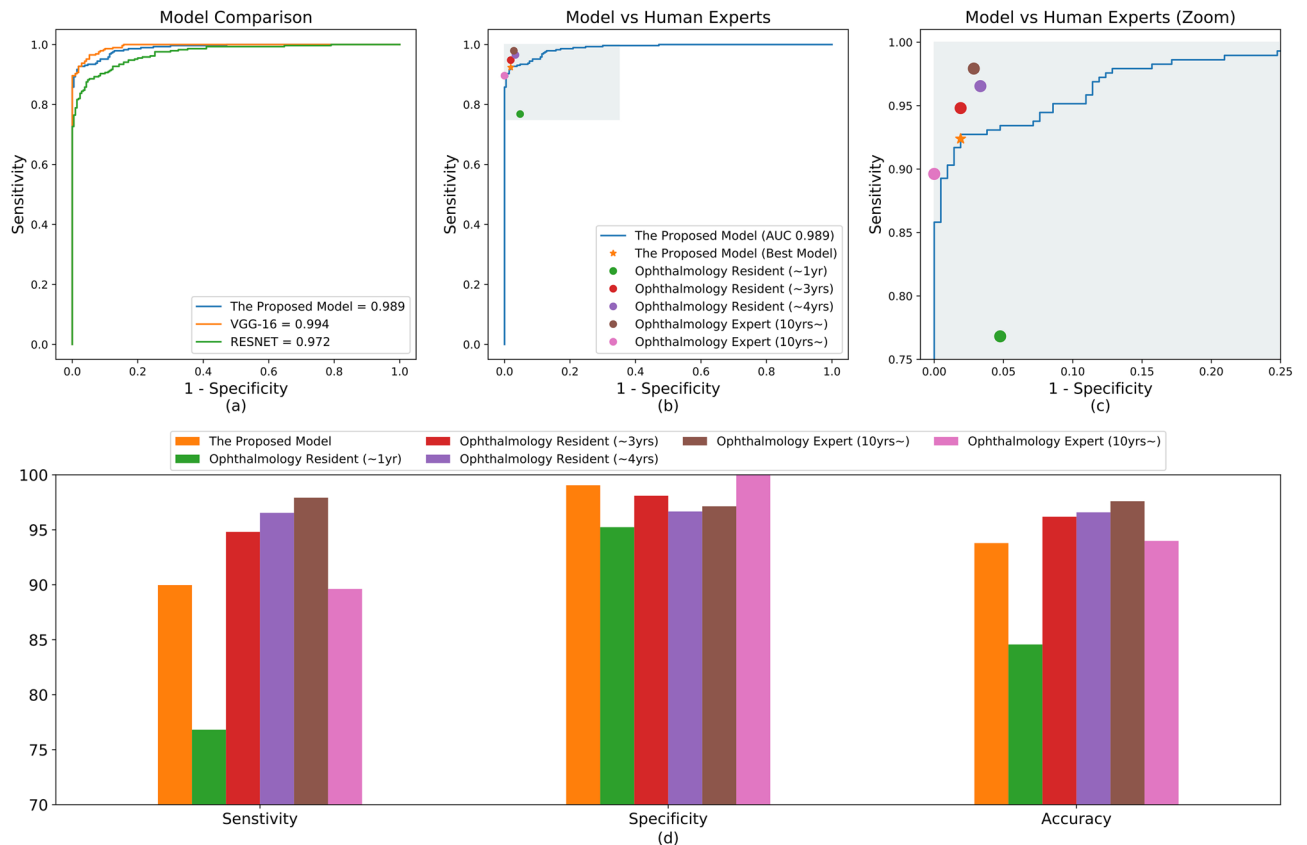 Model Comparison
Sensitivity
1.0
0.8
0.6
0.4
0.2
0.0
The Proposed Model = 0.989
VGG-16 = 0.994
RESNET = 0.972
0.0 0.2 0.4 0.6 0.8 1.0
1 - Specificity
(a)
Model vs Human Experts
Sensitivity
1.0
0.8
0.6
0.4
0.2
0.0
The Proposed Model (AUC 0.989)
The Proposed Model (Best Model)
Ophthalmology Resident (~1yr)
Ophthalmology Resident (~3yrs)
Ophthalmology Resident (~4yrs)
Ophthalmology Expert (10yrs~)
Ophthalmology Expert (10yrs~)
0.0 0.2 0.4 0.6 0.8 1.0
1 - Specificity
(b)
Model vs Human Experts (Zoom)
Sensitivity
1.00
0.95
0.90
0.85
0.80
0.75
0.00 0.05 0.10 0.15 0.20 0.25
1 - Specificity
(c)
The Proposed Model Ophthalmology Resident (~3yrs) Ophthalmology Expert (10yrs~) Ophthalmology Expert (10yrs~)
Ophthalmology Resident (~1yr) Ophthalmology Resident (~4yrs)
100
95
90
85
80
75
70
Senstivity Specificity Accuracy
(d)